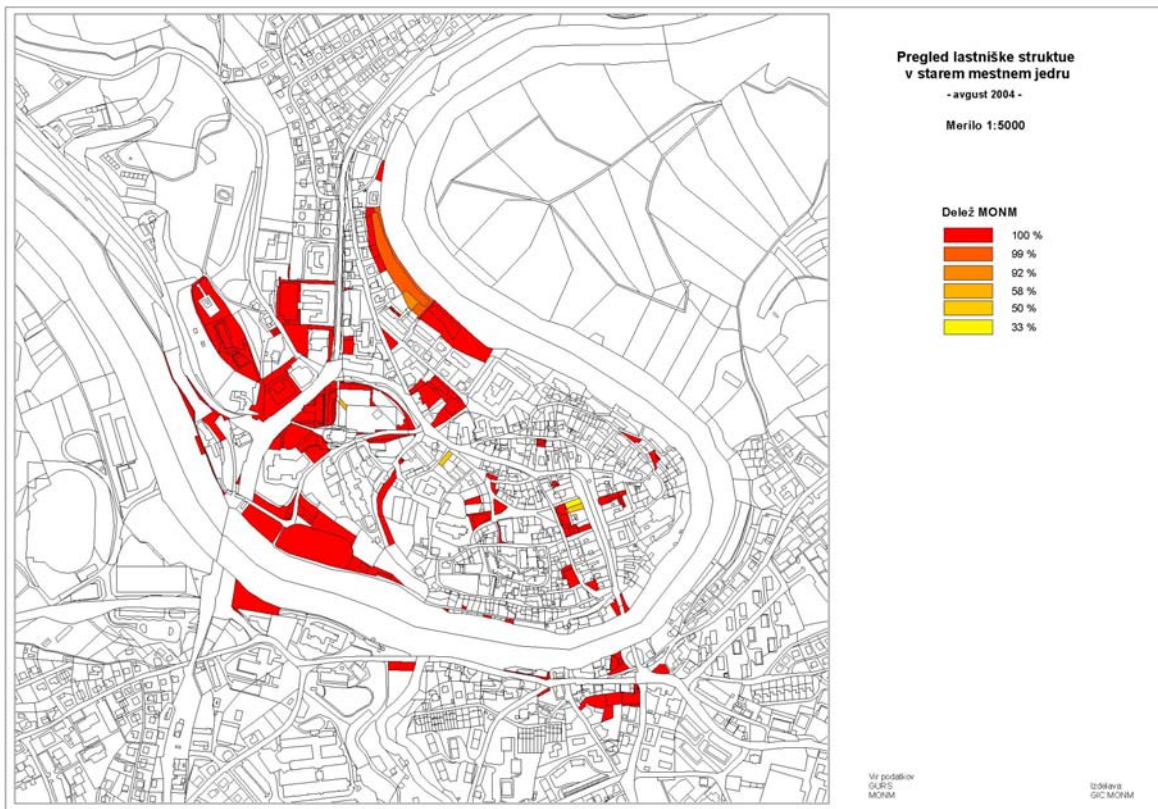 Pregled lastniške struktue
v starem mestnem jedru
- avgust 2004 -
Merilo 1:5000
Delež MONM
100 %
99 %
92 %
58 %
50 %
33 %
Vir podatkov
GURS
MONM
Izdelava
GIC MONM